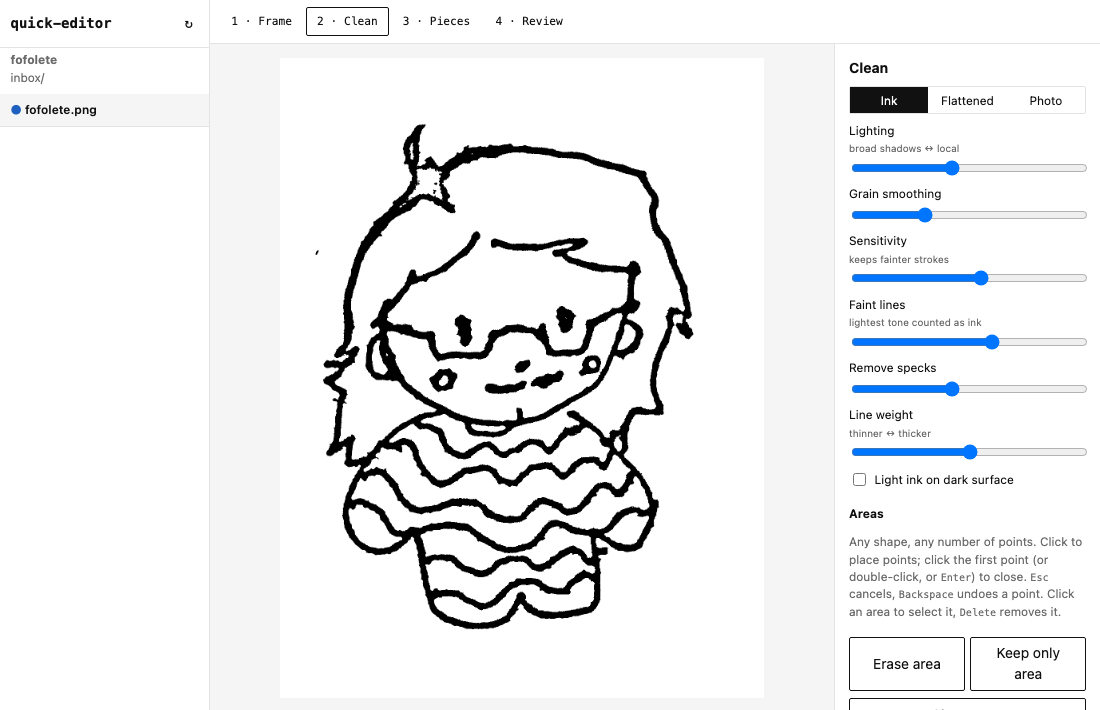 quick-editor ↻
fofolete
inbox/
fofolete.png
1 · Frame 2 · Clean 3 · Pieces 4 · Review
Clean
Ink Flattened Photo
Lighting
broad shadows ↔ local
Grain smoothing
Sensitivity
keeps fainter strokes
Faint lines
lightest tone counted as ink
Remove specks
Line weight
thinner ↔ thicker
Light ink on dark surface
Areas
Any shape, any number of points. Click to
place points; click the first point (or
double-click, or Enter) to close. Esc
cancels, Backspace undoes a point. Click
an area to select it, Delete removes it.
Erase area
Keep only
area